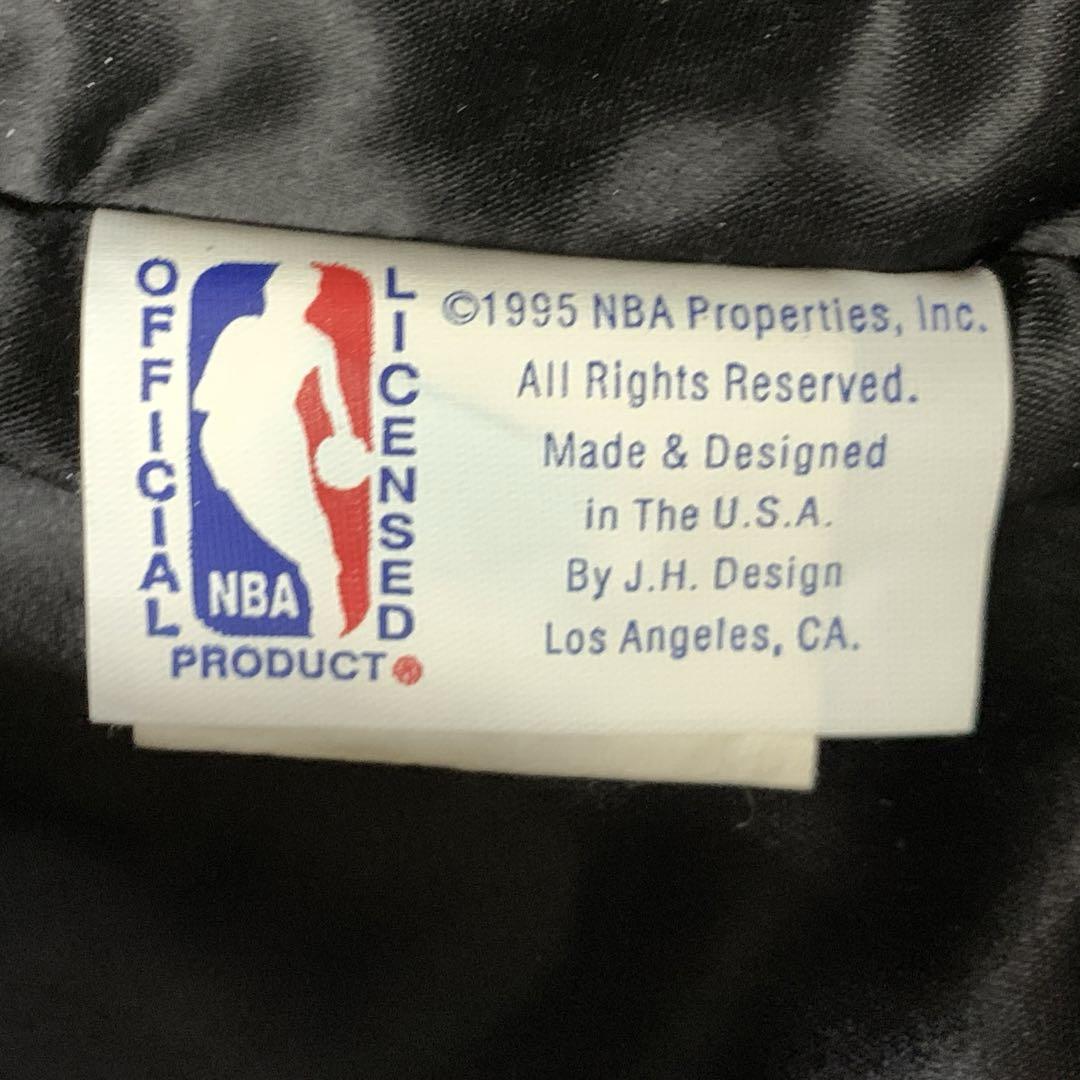 OFFICIAL
LICENSED
NBA
PRODUCT
©1995 NBA Properties, Inc.
All Rights Reserved.
Made & Designed
in The U.S.A.
By J.H. Design
Los Angeles, CA.